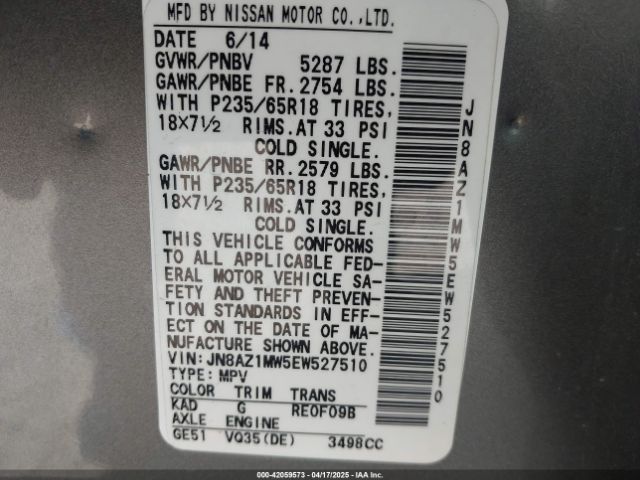 MFD BY NISSAN MOTOR CO.,LTD.
DATE 6/14
GVWR/PNBV 5287 LBS.
GAWR/PNBE FR. 2754 LBS.
WITH P235/65R18 TIRES,
18X7½ RIMS.AT 33 PSI
COLD SINGLE.
GAWR/PNBE RR. 2579 LBS.
WITH P235/65R18 TIRES,
18X7½ RIMS.AT 33 PSI
COLD SINGLE.
THIS VEHICLE CONFORMS
TO ALL APPLICABLE FED-
ERAL MOTOR VEHICLE SA-
FETY AND THEFT PREVEN-
TION STANDARDS IN EFF-
ECT ON THE DATE OF MA-
NUFACTURE SHOWN ABOVE.
VIN: JN8AZ1MW5EW527510
TYPE: MPV
COLOR TRIM TRANS
KAD G RE0F09B
AXLE ENGINE
GE51 VQ35(DE) 3498CC
JN8AZ1MW5EW527510
000-42059573 | 04/17/2025 | IAAI.COM